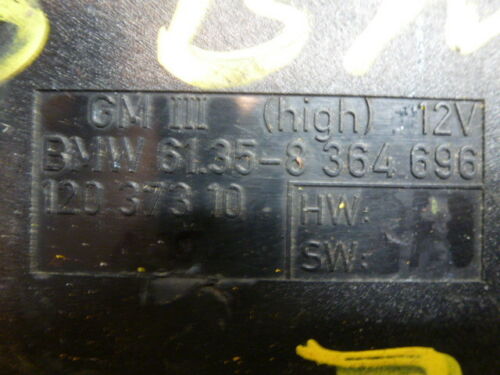 GM III (high) 12V
BMW 61.35-8 364 696
120 373 10
HW:
SW: